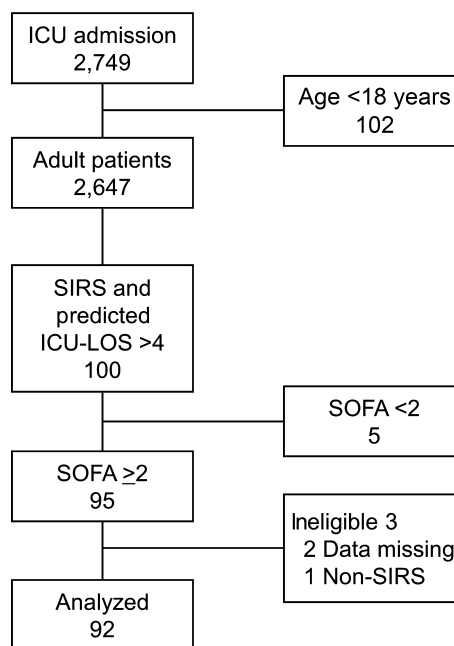 ICU admission
2,749
Age <18 years
102
Adult patients
2,647
SIRS and
predicted
ICU-LOS >4
100
SOFA <2
5
SOFA ≥2
95
Ineligible 3
2 Data missing
1 Non-SIRS
Analyzed
92